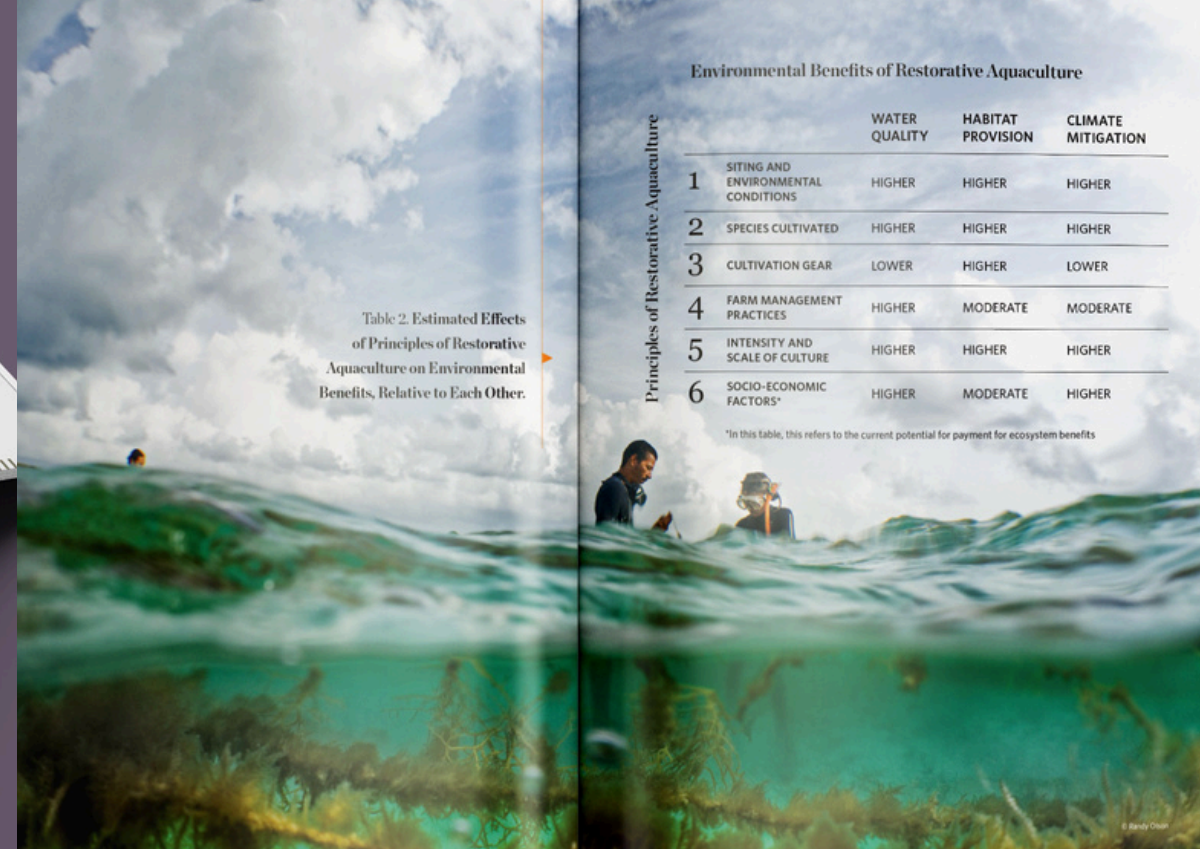 Table 2. Estimated Effects
of Principles of Restorative
Aquaculture on Environmental
Benefits, Relative to Each Other.
Environmental Benefits of Restorative Aquaculture
Principles of Restorative Aquaculture
WATER QUALITY HABITAT PROVISION CLIMATE MITIGATION
1 SITING AND ENVIRONMENTAL CONDITIONS HIGHER HIGHER HIGHER
2 SPECIES CULTIVATED HIGHER HIGHER HIGHER
3 CULTIVATION GEAR LOWER HIGHER LOWER
4 FARM MANAGEMENT PRACTICES HIGHER MODERATE MODERATE
5 INTENSITY AND SCALE OF CULTURE HIGHER HIGHER HIGHER
6 SOCIO-ECONOMIC FACTORS* HIGHER MODERATE HIGHER
*In this table, this refers to the current potential for payment for ecosystem benefits
© Randy Olson